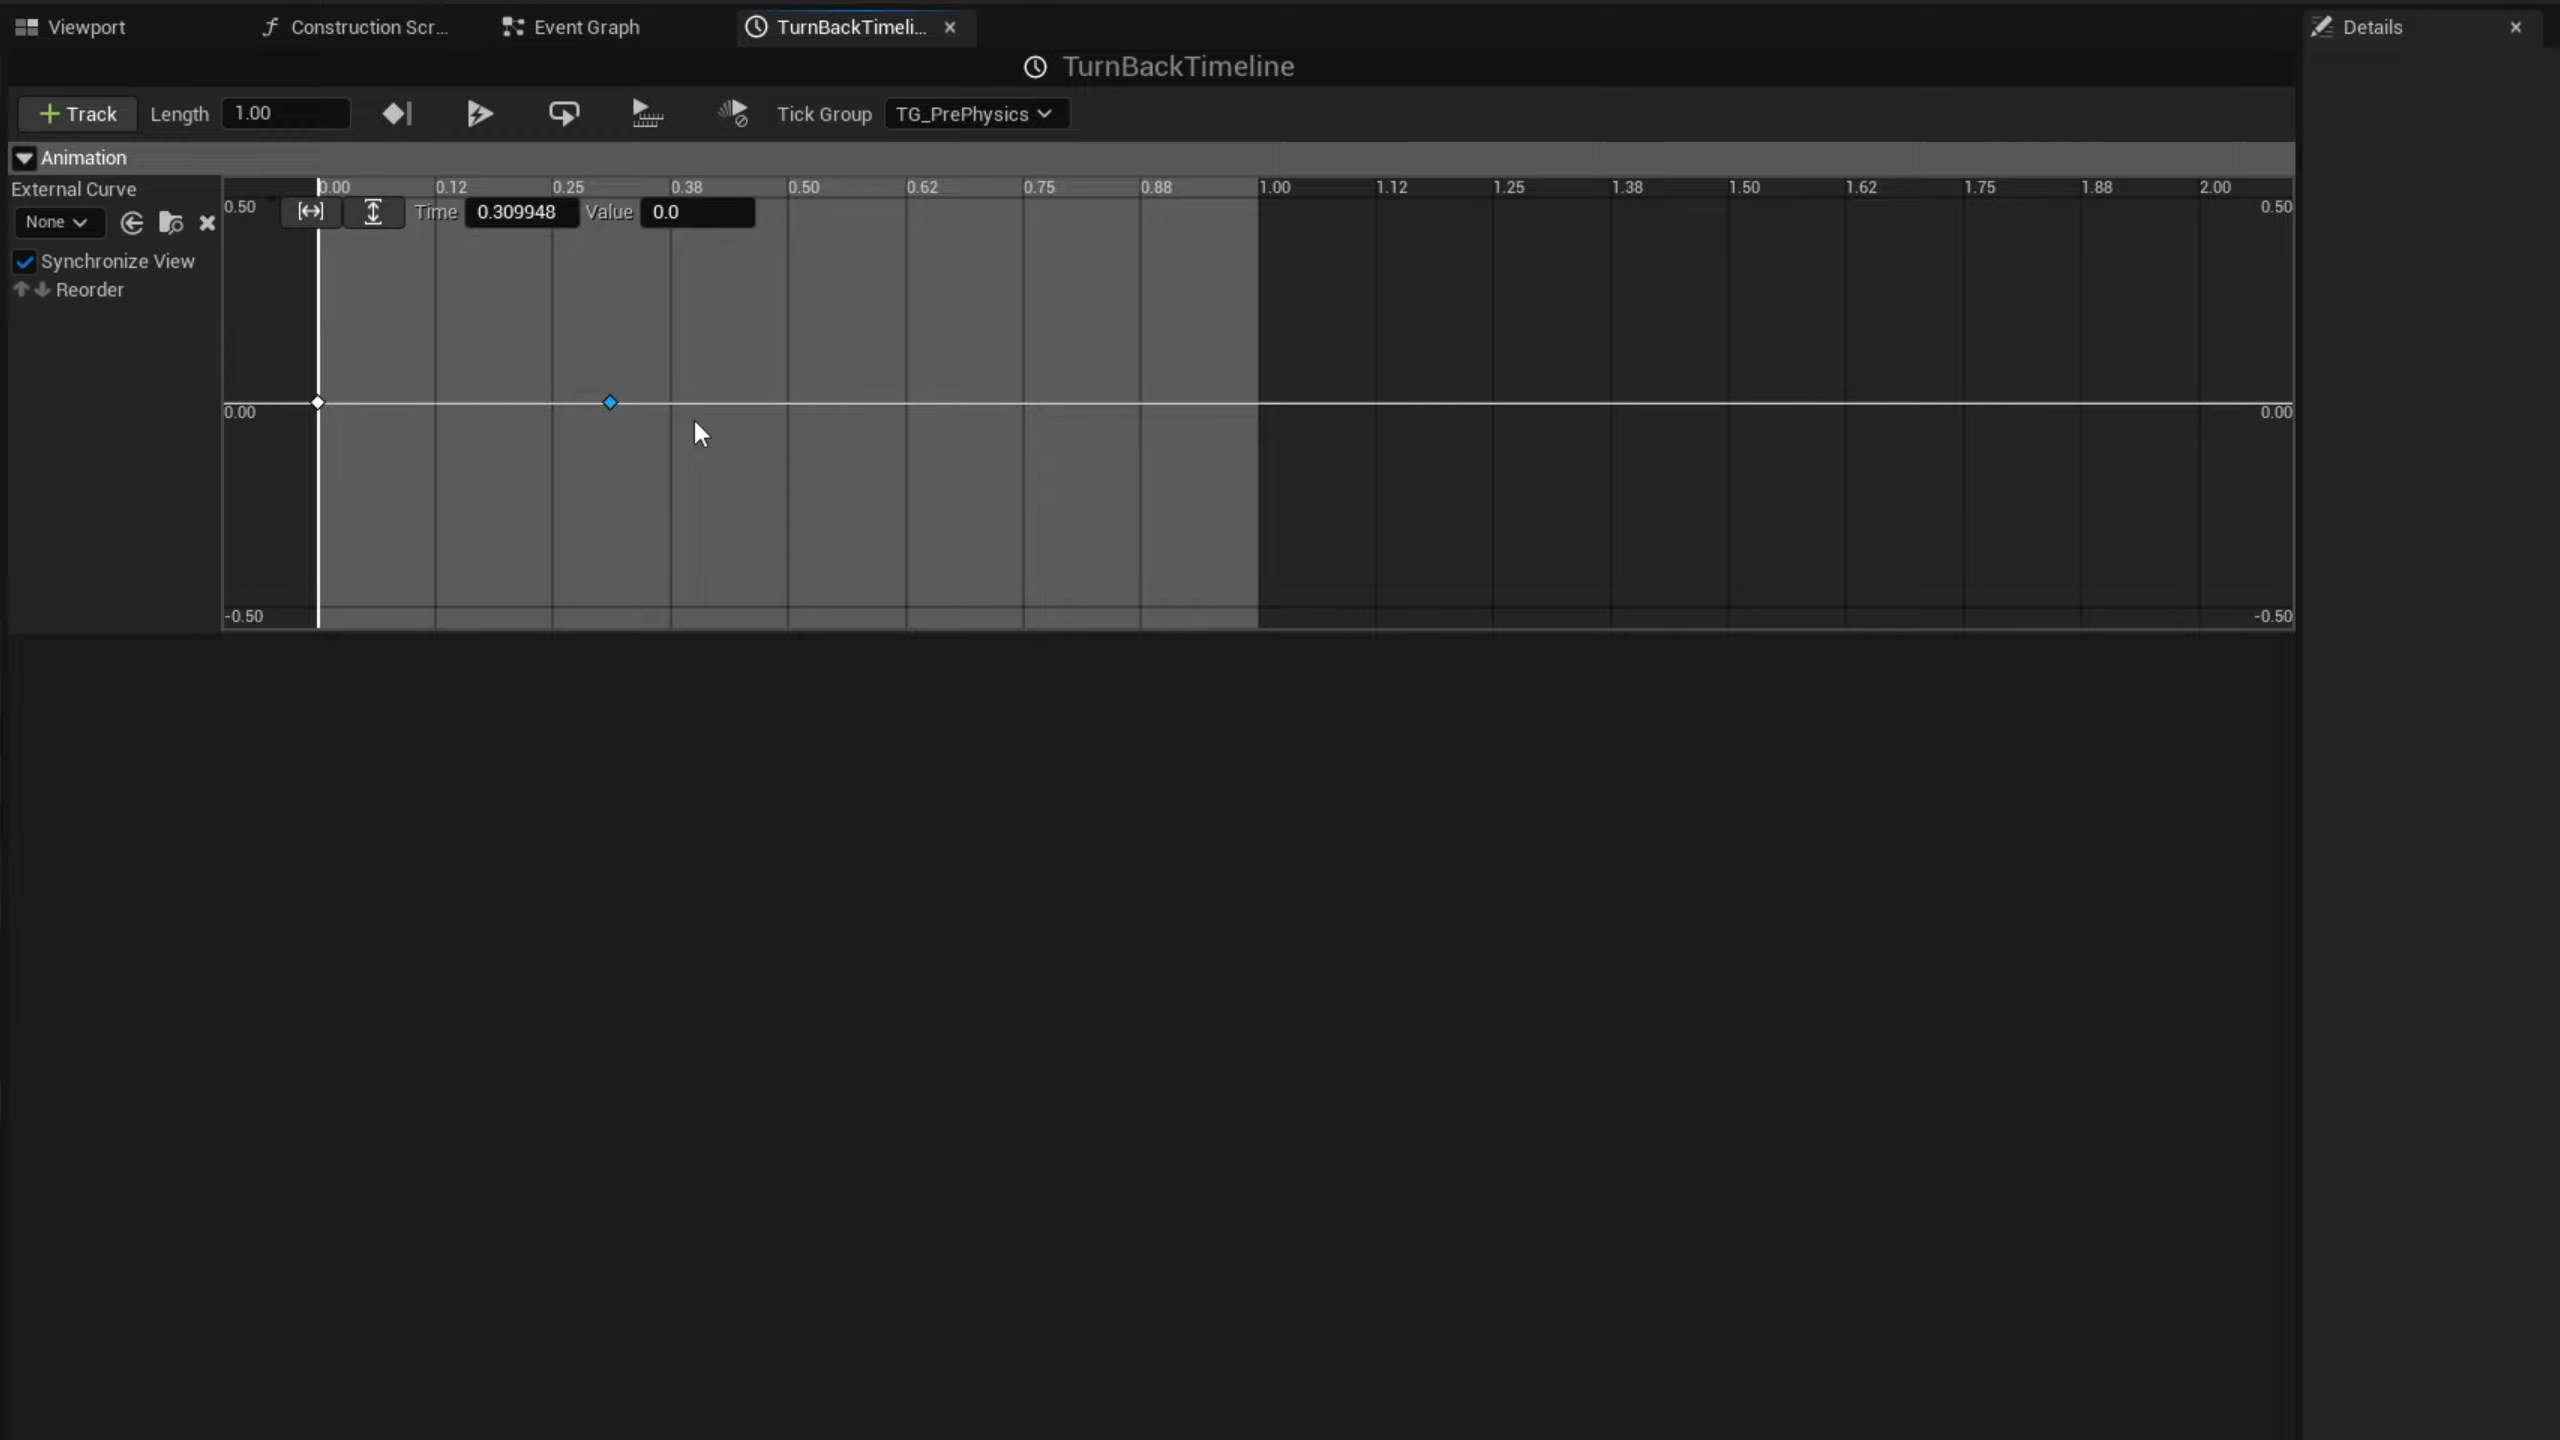 Viewport
Construction Scr...
Event Graph
TurnBackTimeli...
Details
TurnBackTimeline
Track
Length
1.00
Tick Group
TG_PrePhysics
Animation
External Curve
None
Synchronize View
Reorder
0.00 0.12 0.25 0.38 0.50 0.62 0.75 0.88 1.00 1.12 1.25 1.38 1.50 1.62 1.75 1.88 2.00
0.50
Time
0.309948
Value
0.0
0.50
0.00
0.00
-0.50
-0.50